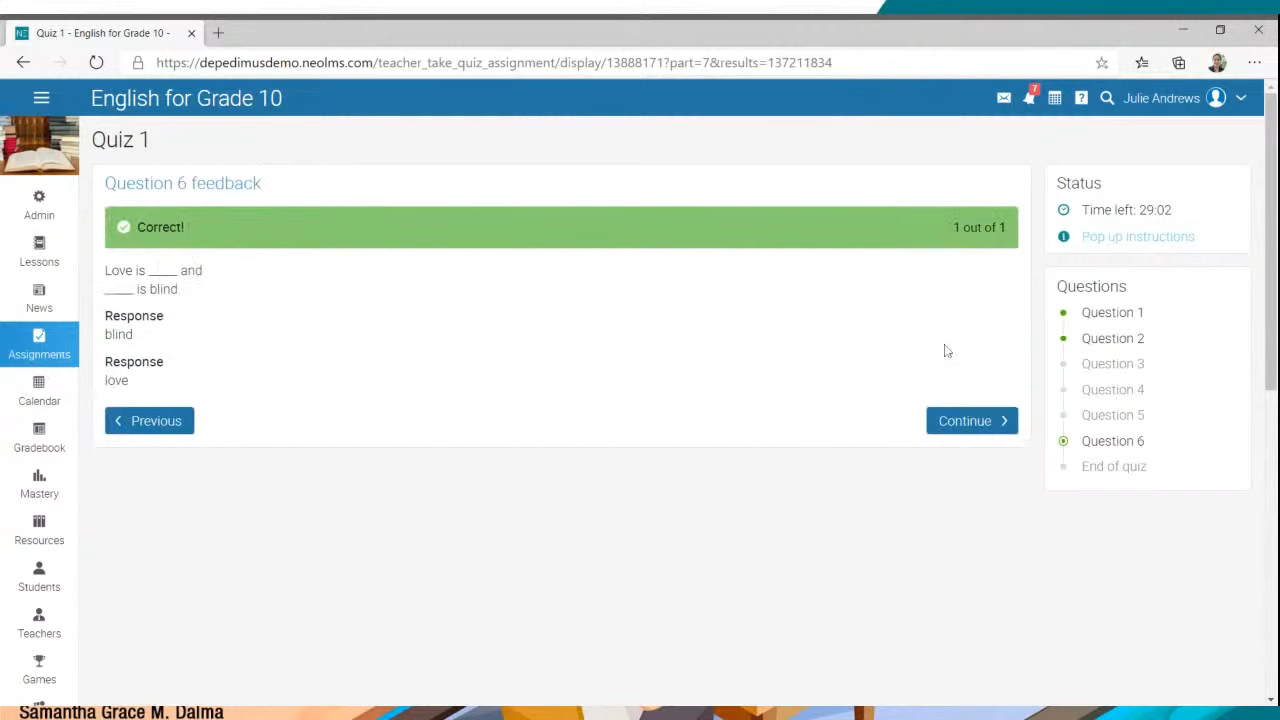 Quiz 1 - English for Grade 10 -
https://depedimusdemo.neolms.com/teacher_take_quiz_assignment/display/13888171?part=7&results=137211834
English for Grade 10
7
Julie Andrews
Quiz 1
Admin
Lessons
News
Assignments
Calendar
Gradebook
Mastery
Resources
Students
Teachers
Games
Question 6 feedback
Correct!
1 out of 1
Love is _____ and
_____ is blind.
Response
blind
Response
love
Previous
Continue
Status
Time left: 29:02
Pop up instructions
Questions
Question 1
Question 2
Question 3
Question 4
Question 5
Question 6
End of quiz
Samantha Grace M. Dalma